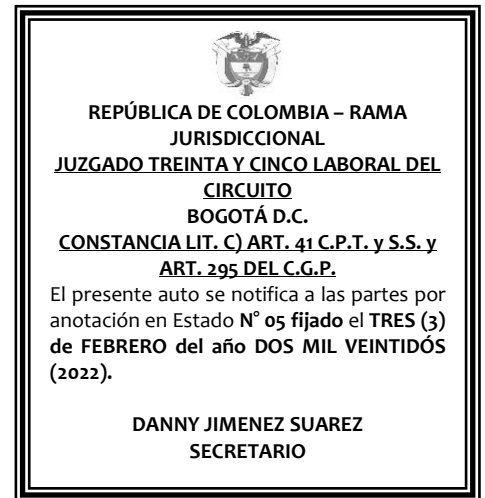 REPÚBLICA DE COLOMBIA – RAMA
JURISDICCIONAL
JUZGADO TREINTA Y CINCO LABORAL DEL
CIRCUITO
BOGOTÁ D.C.
CONSTANCIA LIT. C) ART. 41 C.P.T. y S.S. y
ART. 295 DEL C.G.P.
El presente auto se notifica a las partes por
anotación en Estado N° 05 fijado el TRES (3)
de FEBRERO del año DOS MIL VEINTIDÓS
(2022).
DANNY JIMENEZ SUAREZ
SECRETARIO